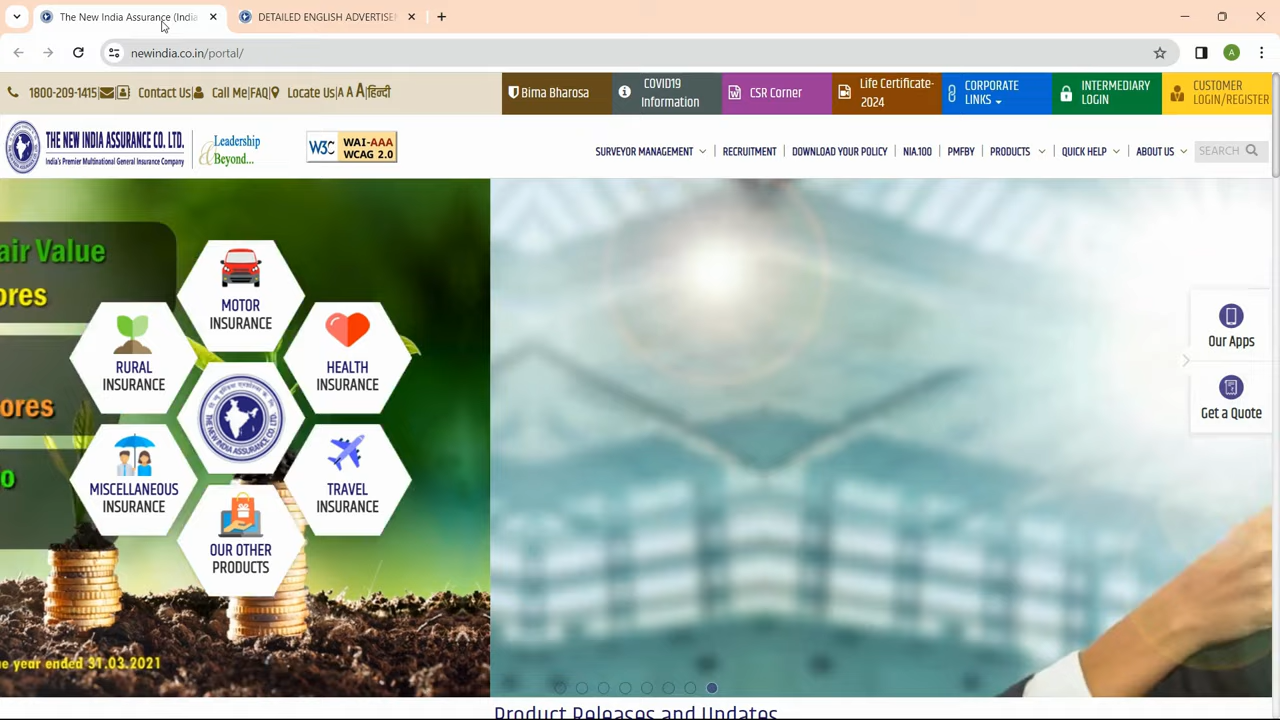 The New India Assurance (India
DETAILED ENGLISH ADVERTISEM
newindia.co.in/portal/
A
1800-209-1415| Contact Us| Call Me|FAQ| Locate Us|A A A|हिन्दी
Bima Bharosa
COVID19
Information
CSR Corner
Life Certificate-
2024
CORPORATE
LINKS
INTERMEDIARY
LOGIN
CUSTOMER
LOGIN/REGISTER
THE NEW INDIA ASSURANCE CO. LTD.
India's Premier Multinational General Insurance Company
Leadership
& Beyond...
W3C WAI-AAA
WCAG 2.0
SURVEYOR MANAGEMENT
RECRUITMENT
DOWNLOAD YOUR POLICY
NIA.100
PMFBY
PRODUCTS
QUICK HELP
ABOUT US
SEARCH
air Value
ores
ores
o
MOTOR
INSURANCE
RURAL
INSURANCE
HEALTH
INSURANCE
MISCELLANEOUS
INSURANCE
TRAVEL
INSURANCE
OUR OTHER
PRODUCTS
e year ended 31.03.2021
Our Apps
Get a Quote
Product Releases and Updates